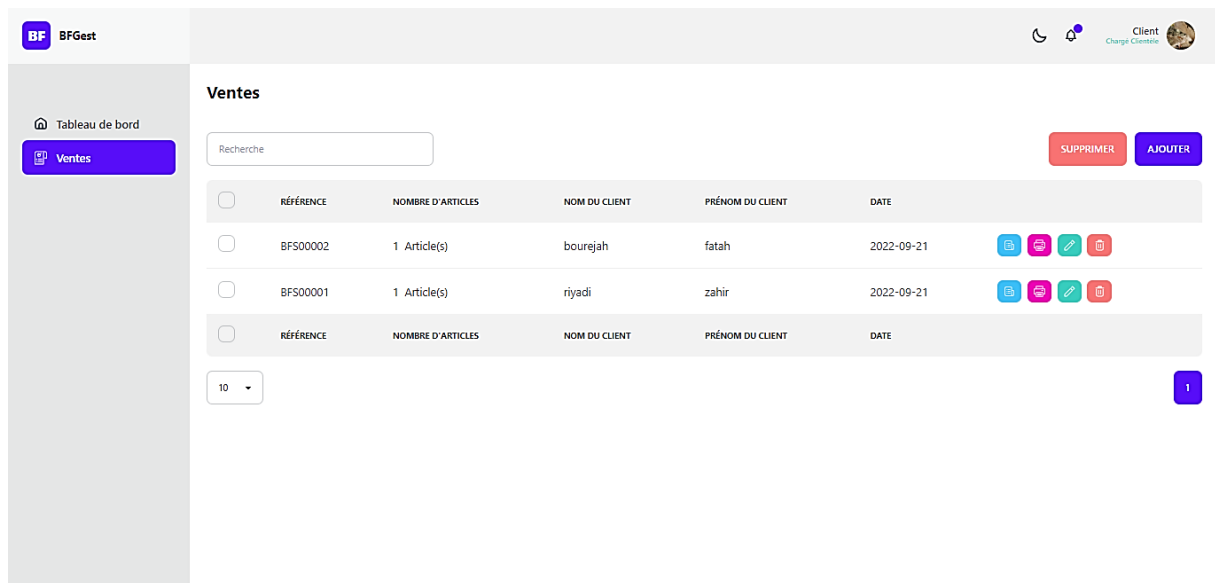 BF BFGest
Client
Chargé Clientèle
Ventes
Tableau de bord
Ventes
Recherche
SUPPRIMER AJOUTER
RÉFÉRENCE NOMBRE D'ARTICLES NOM DU CLIENT PRÉNOM DU CLIENT DATE
BFS00002 1 Article(s) bourejah fatah 2022-09-21
BFS00001 1 Article(s) riyadi zahir 2022-09-21
RÉFÉRENCE NOMBRE D'ARTICLES NOM DU CLIENT PRÉNOM DU CLIENT DATE
10 1